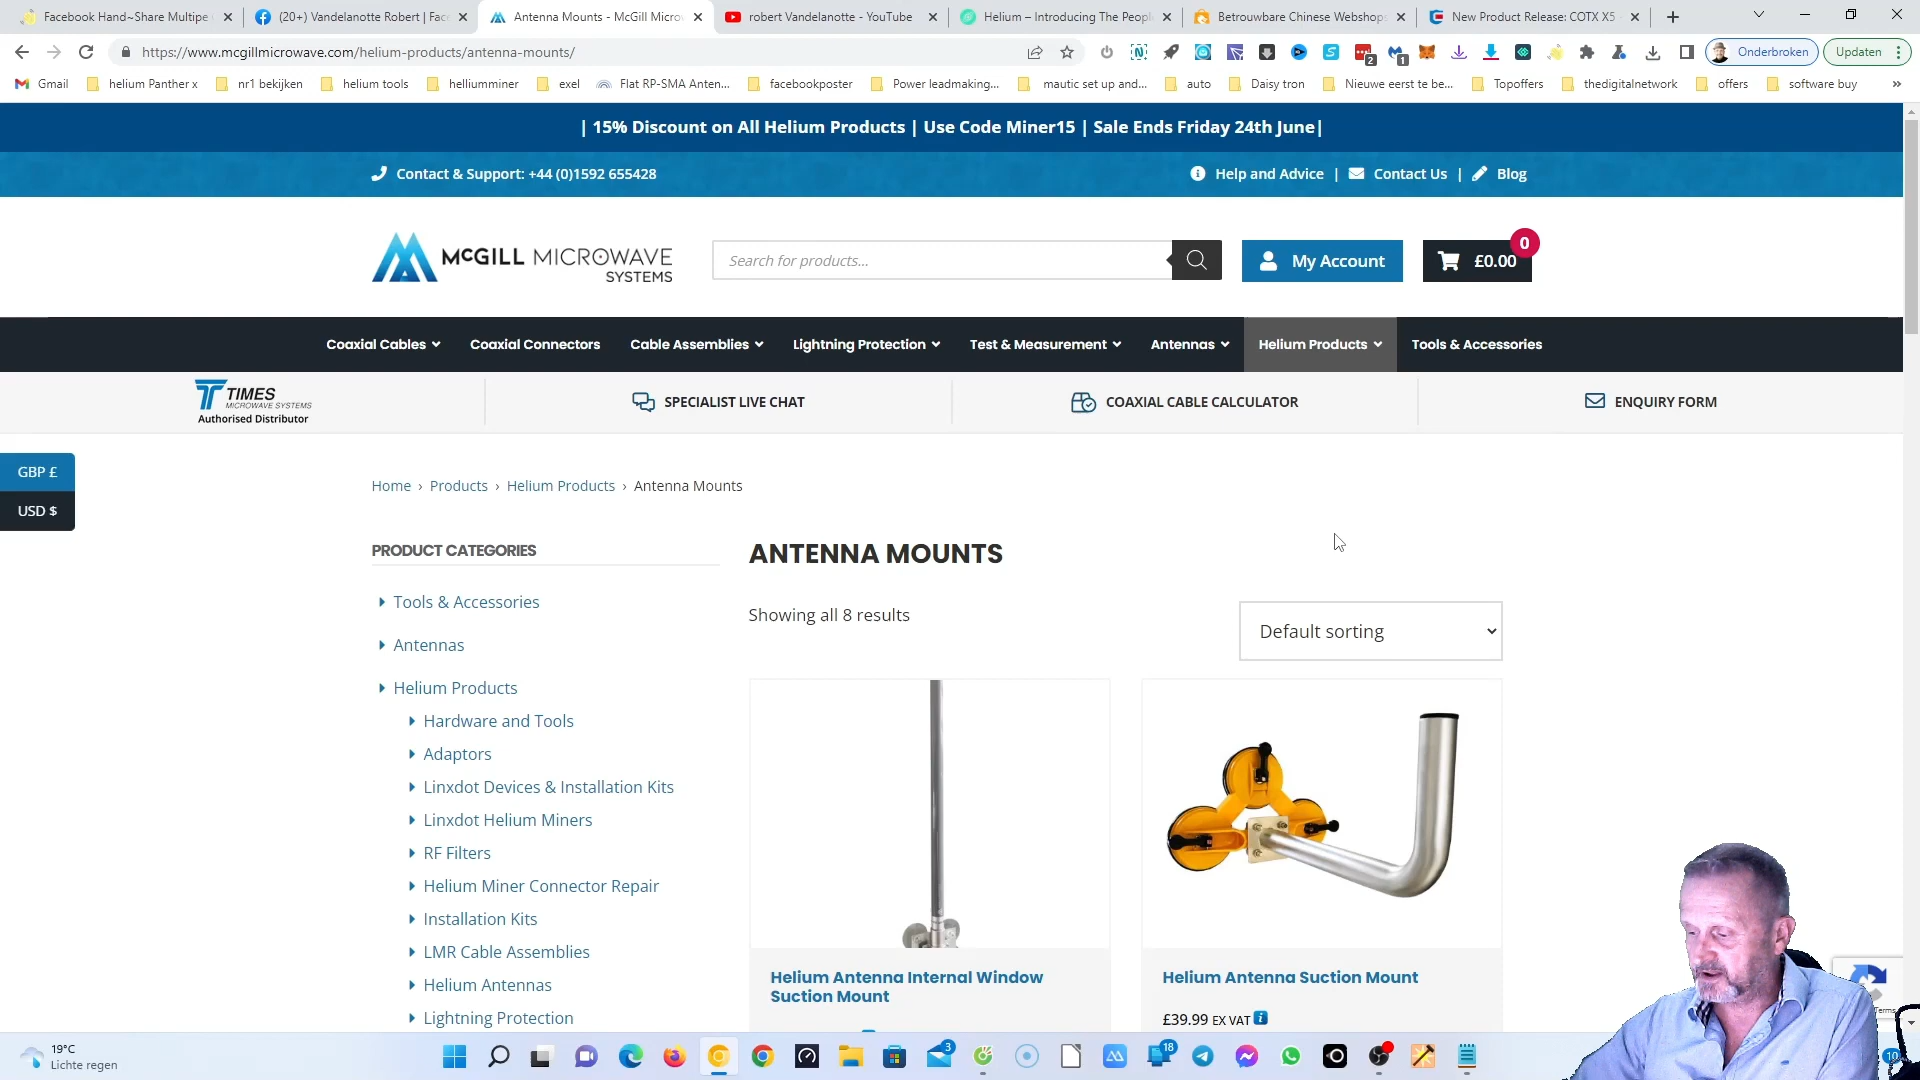 Facebook Hand~Share Multipe
(20+) Vandelanotte Robert | Face
Antenna Mounts - McGill Micro
robert Vandelanotte - YouTube
Helium – Introducing The People
Betrouwbare Chinese Webshops
New Product Release: COTX X5
https://www.mcgillmicrowave.com/helium-products/antenna-mounts/
2
1
Onderbroken
Updaten
Gmail
helium Panther x
nr1 bekijken
helium tools
helliumminer
exel
Flat RP-SMA Anten...
facebookposter
Power leadmaking...
mautic set up and...
auto
Daisy tron
Nieuwe eerst te be...
Topoffers
thedigitalnetwork
offers
software buy
»
| 15% Discount on All Helium Products | Use Code Miner15 | Sale Ends Friday 24th June|
Contact & Support: +44 (0)1592 655428
Help and Advice | Contact Us | Blog
McGILL MICROWAVE
SYSTEMS
Search for products...
My Account
£0.00
0
Coaxial Cables
Coaxial Connectors
Cable Assemblies
Lightning Protection
Test & Measurement
Antennas
Helium Products
Tools & Accessories
TIMES
MICROWAVE SYSTEMS
Authorised Distributor
SPECIALIST LIVE CHAT
COAXIAL CABLE CALCULATOR
ENQUIRY FORM
GBP £
USD $
Home › Products › Helium Products › Antenna Mounts
PRODUCT CATEGORIES
Tools & Accessories
Antennas
Helium Products
Hardware and Tools
Adaptors
Linxdot Devices & Installation Kits
Linxdot Helium Miners
RF Filters
Helium Miner Connector Repair
Installation Kits
LMR Cable Assemblies
Helium Antennas
Lightning Protection
ANTENNA MOUNTS
Showing all 8 results
Default sorting
Helium Antenna Internal Window
Suction Mount
Helium Antenna Suction Mount
£39.99 EX VAT
Terms
19°C
Lichte regen
3
18
10